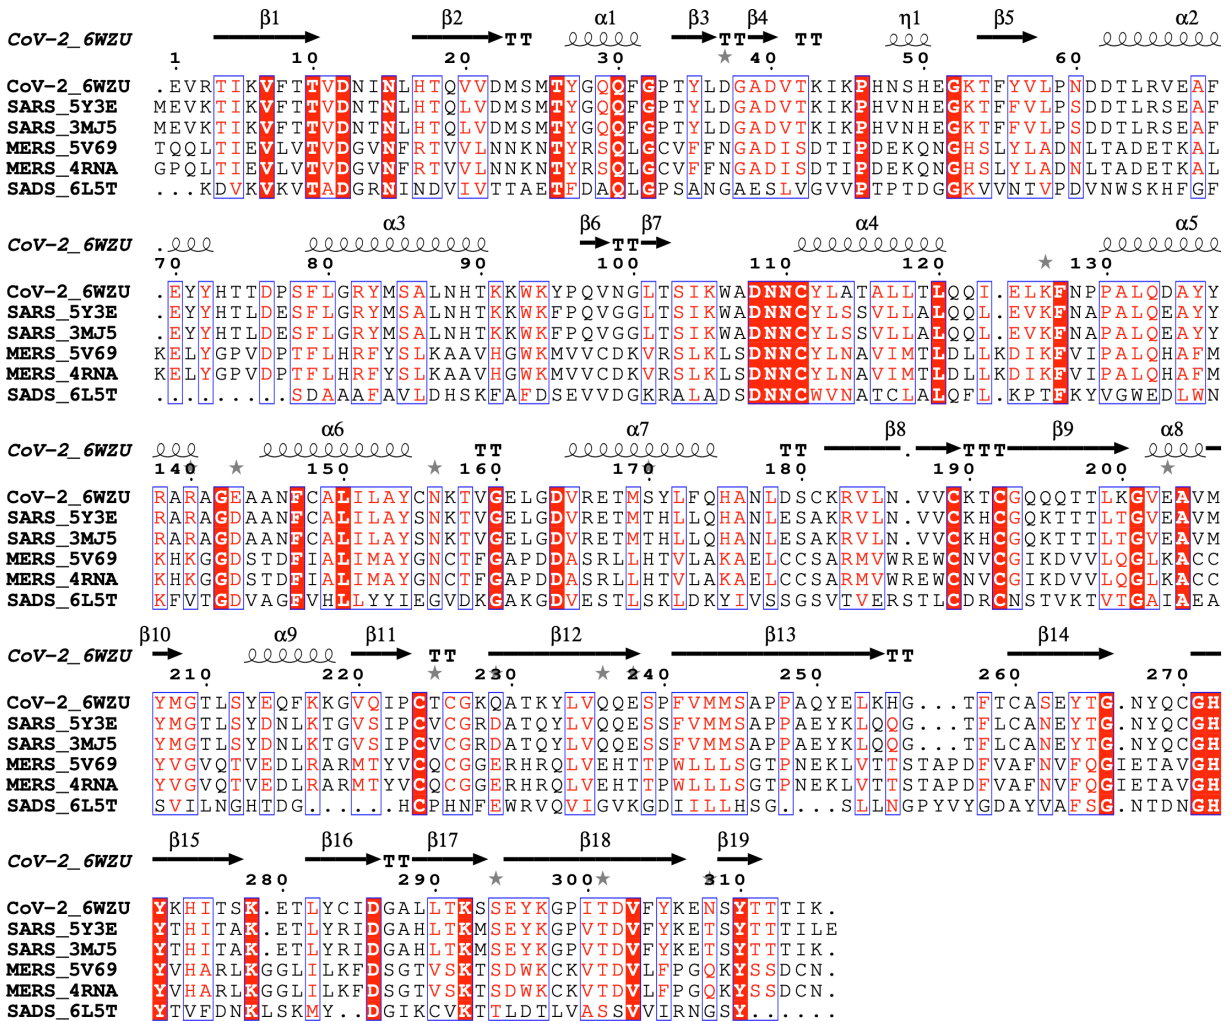 β1 β2 α1 β3 β4 η1 β5 α2
CoV-2_6WZU TT TT TT
1 10 20 30 40 50 60
CoV-2_6WZU .EVRTIKVFTTVDNINLHTQVVDMSMTYGQQFGPTYLDGADVTKIKPHNSHEGKTFYVLPNDDTLRVEAF
SARS_5Y3E MEVKTIKVFTTVDNTNLHTQLVDMSMTYGQQFGPTYLDGADVTKIKPHVNHEGKTFFVLPSDDTLRSEAF
SARS_3MJ5 MEVKTIKVFTTVDNTNLHTQLVDMSMTYGQQFGPTYLDGADVTKIKPHVNHEGKTFFVLPSDDTLRSEAF
MERS_5V69 TQQLTIEVLVTVDGVNFRTVVLNNKNTYRSQLGCVFFNGADISDTIPDEKQNGHSLYLADNLTADETKAL
MERS_4RNA GPQLTIEVLVTVDGVNFRTVVLNNKNTYRSQLGCVFFNGADISDTIPDEKQNGHSLYLADNLTADETKAL
SADS_6L5T ...KDVKVKVTADGRNINDVIVTTAETFDAQLGPSANGAESLVGVVPTPTDGGKVVNTVPDVNWSKHFGF
α3 β6 β7 α4 α5
CoV-2_6WZU . TT
70 80 90 100 110 120 130
CoV-2_6WZU .EYYHTTDPSFLGRYMSALNHTKKWKYPQVNGLTSIKWADNNCYLATALLTLQQI.ELKFNPPALQDAYY
SARS_5Y3E .EYYHTLDESFLGRYMSALNHTKKWKFPQVGGLTSIKWADNNCYLSSVLLALQQL.EVKFNAPALQEAYY
SARS_3MJ5 .EYYHTLDESFLGRYMSALNHTKKWKFPQVGGLTSIKWADNNCYLSSVLLALQQL.EVKFNAPALQEAYY
MERS_5V69 KELYGPVDPTFLHRFYSLKAAVHGWKMVVCDKVRSLKLSDNNCYLNAVIMTLDLLKDIKFVIPALQHAFM
MERS_4RNA KELYGPVDPTFLHRFYSLKAAVHGWKMVVCDKVRSLKLSDNNCYLNAVIMTLDLLKDIKFVIPALQHAFM
SADS_6L5T .........SDAAAFAVLDHSKFAFDSEVVDGKRALADSDNNCWVNATCLALQFL.KPTFKYVGWEDLWN
α6 α7 β8 β9 α8
CoV-2_6WZU TT TT . TTT
140 150 160 170 180 190 200
CoV-2_6WZU RARAGEAANFCALILAYCNKTVGELGDVRETMSYLFQHANLDSCKRVLN.VVCKTCGQQQTTLKGVEAVM
SARS_5Y3E RARAGDAANFCALILAYSNKTVGELGDVRETMTHLLQHANLESAKRVLN.VVCKHCGQKTTTLTGVEAVM
SARS_3MJ5 RARAGDAANFCALILAYSNKTVGELGDVRETMTHLLQHANLESAKRVLN.VVCKHCGQKTTTLTGVEAVM
MERS_5V69 KHKGGDSTDFIALIMAYGNCTFGAPDDASRLLHTVLAKAELCCSARMVWREWCNVCGIKDVVLQGLKACC
MERS_4RNA KHKGGDSTDFIALIMAYGNCTFGAPDDASRLLHTVLAKAELCCSARMVWREWCNVCGIKDVVLQGLKACC
SADS_6L5T KFVTGDVAGFVHLLYYIEGVDKGAKGDVESTLSKLDKYIVSSGSVTVERSTLCDRCNSTVKTVTGAIAEA
β10 α9 β11 β12 β13 β14
CoV-2_6WZU TT TT
210 220 230 240 250 260 270
CoV-2_6WZU YMGTLSYEQFKKGVQIPCTCGKQATKYLVQQESPFVMMSAPPAQYELKHG...TFTCASEYTG.NYQCGH
SARS_5Y3E YMGTLSYDNLKTGVSIPCVCGRDATQYLVQQESSFVMMSAPPAEYKLQQG...TFLCANEYTG.NYQCGH
SARS_3MJ5 YMGTLSYDNLKTGVSIPCVCGRDATQYLVQQESSFVMMSAPPAEYKLQQG...TFLCANEYTG.NYQCGH
MERS_5V69 YVGVQTVEDLRARMTYVCQCGGERHRQLVEHTTPWLLLSGTPNEKLVTTSTAPDFVAFNVFQGIETAVGH
MERS_4RNA YVGVQTVEDLRARMTYVCQCGGERHRQLVEHTTPWLLLSGTPNEKLVTTSTAPDFVAFNVFQGIETAVGH
SADS_6L5T SVILNGHTDG.....HCPHNFEWRVQVIGVKGDIILLHSG....SLLNGPYVYGDAYVAFSG.NTDNGH
β15 β16 β17 β18 β19
CoV-2_6WZU TT
280 290 300 310
CoV-2_6WZU YKHITSK.ETLYCIDGALLTKSSEYKGPITDVFYKENSYTTTIK.
SARS_5Y3E YTHITAK.ETLYRIDGAHLTKMSEYKGPVTDVFYKETSYTTTILE
SARS_3MJ5 YTHITAK.ETLYRIDGAHLTKMSEYKGPVTDVFYKETSYTTTIK.
MERS_5V69 YVHARLKGGLILKFDSGTVSKTSDWKCKVTDVLFPGQKYSSDCN.
MERS_4RNA YVHARLKGGLILKFDSGTVSKTSDWKCKVTDVLFPGQKYSSDCN.
SADS_6L5T YTVFDNKLSKMY..DGIKCVKTTLDTLVASSVVIRNGSY.....